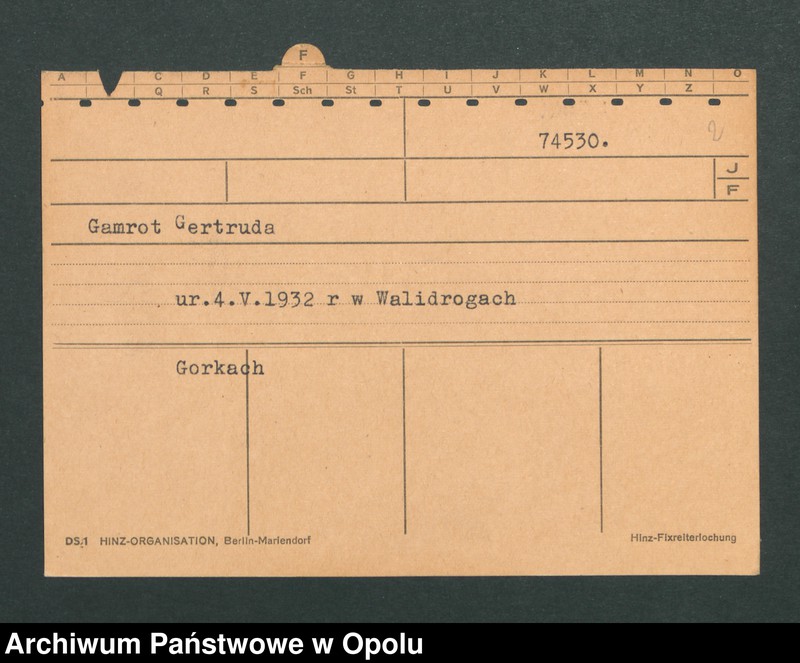 F
A C D E F G H I J K L M N O
Q R S Sch St T U V W X Y Z
74530. 2
J
F
Gamrot Gertruda
ur.4.V.1932 r w Walidrogach
Gorkach
DS/1 HINZ-ORGANISATION, Berlin-Mariendorf Hinz-Fixreiterlochung
Archiwum Państwowe w Opolu